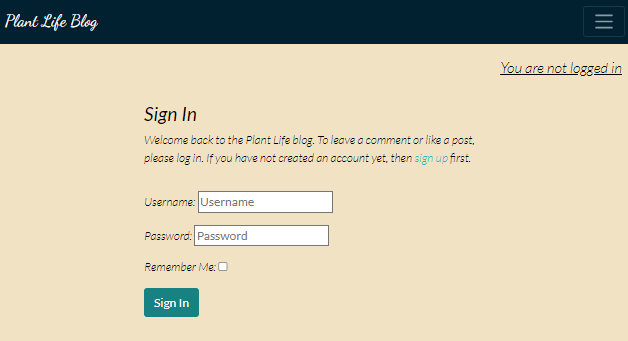 Plant Life Blog
You are not logged in
Sign In
Welcome back to the Plant Life blog. To leave a comment or like a post,
please log in. If you have not created an account yet, then sign up first.
Username: Username
Password: Password
Remember Me:
Sign In